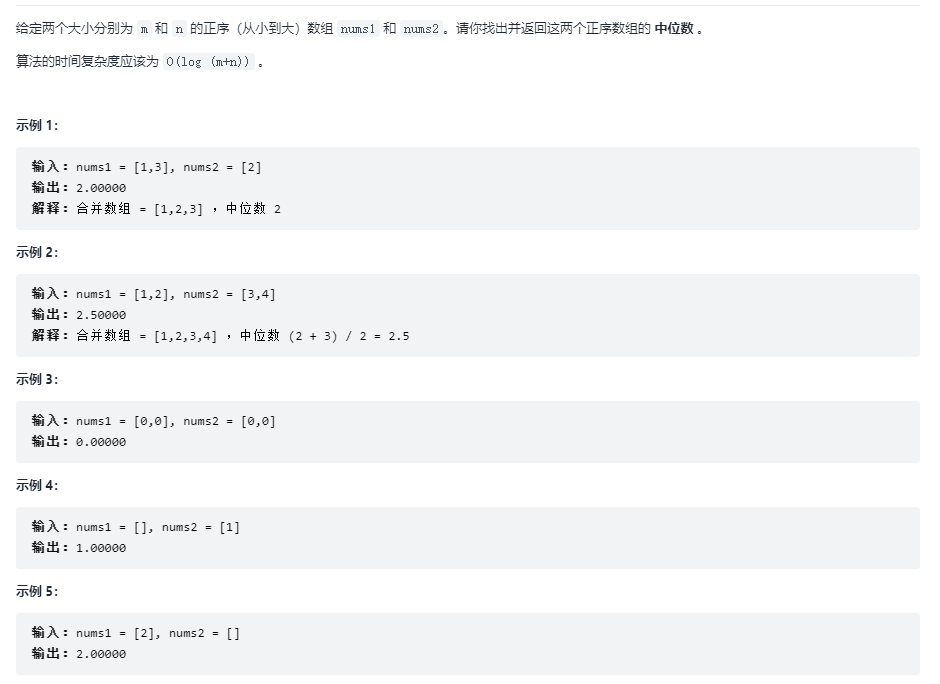 给定两个大小分别为 m 和 n 的正序（从小到大）数组 nums1 和 nums2。请你找出并返回这两个正序数组的 中位数 。
算法的时间复杂度应该为 O(log (m+n)) 。
示例 1：
输入：nums1 = [1,3], nums2 = [2]
输出：2.00000
解释：合并数组 = [1,2,3] ，中位数 2
示例 2：
输入：nums1 = [1,2], nums2 = [3,4]
输出：2.50000
解释：合并数组 = [1,2,3,4] ，中位数 (2 + 3) / 2 = 2.5
示例 3：
输入：nums1 = [0,0], nums2 = [0,0]
输出：0.00000
示例 4：
输入：nums1 = [], nums2 = [1]
输出：1.00000
示例 5：
输入：nums1 = [2], nums2 = []
输出：2.00000